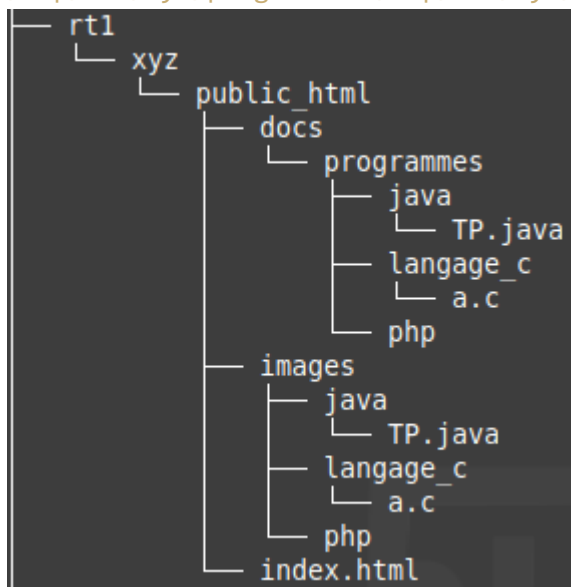 rt1
xyz
public_html
docs
programmes
java
TP.java
langage_c
a.c
php
images
java
TP.java
langage_c
a.c
php
index.html